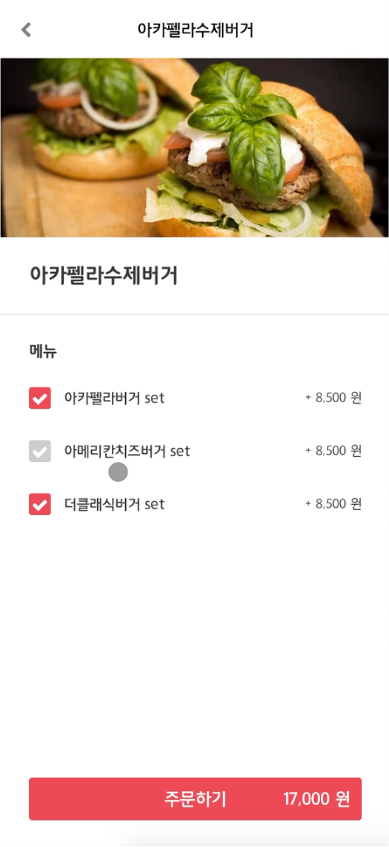 아카펠라수제버거
아카펠라수제버거
메뉴
아카펠라버거 set + 8,500 원
아메리칸치즈버거 set + 8,500 원
더클래식버거 set + 8,500 원
주문하기 17,000 원